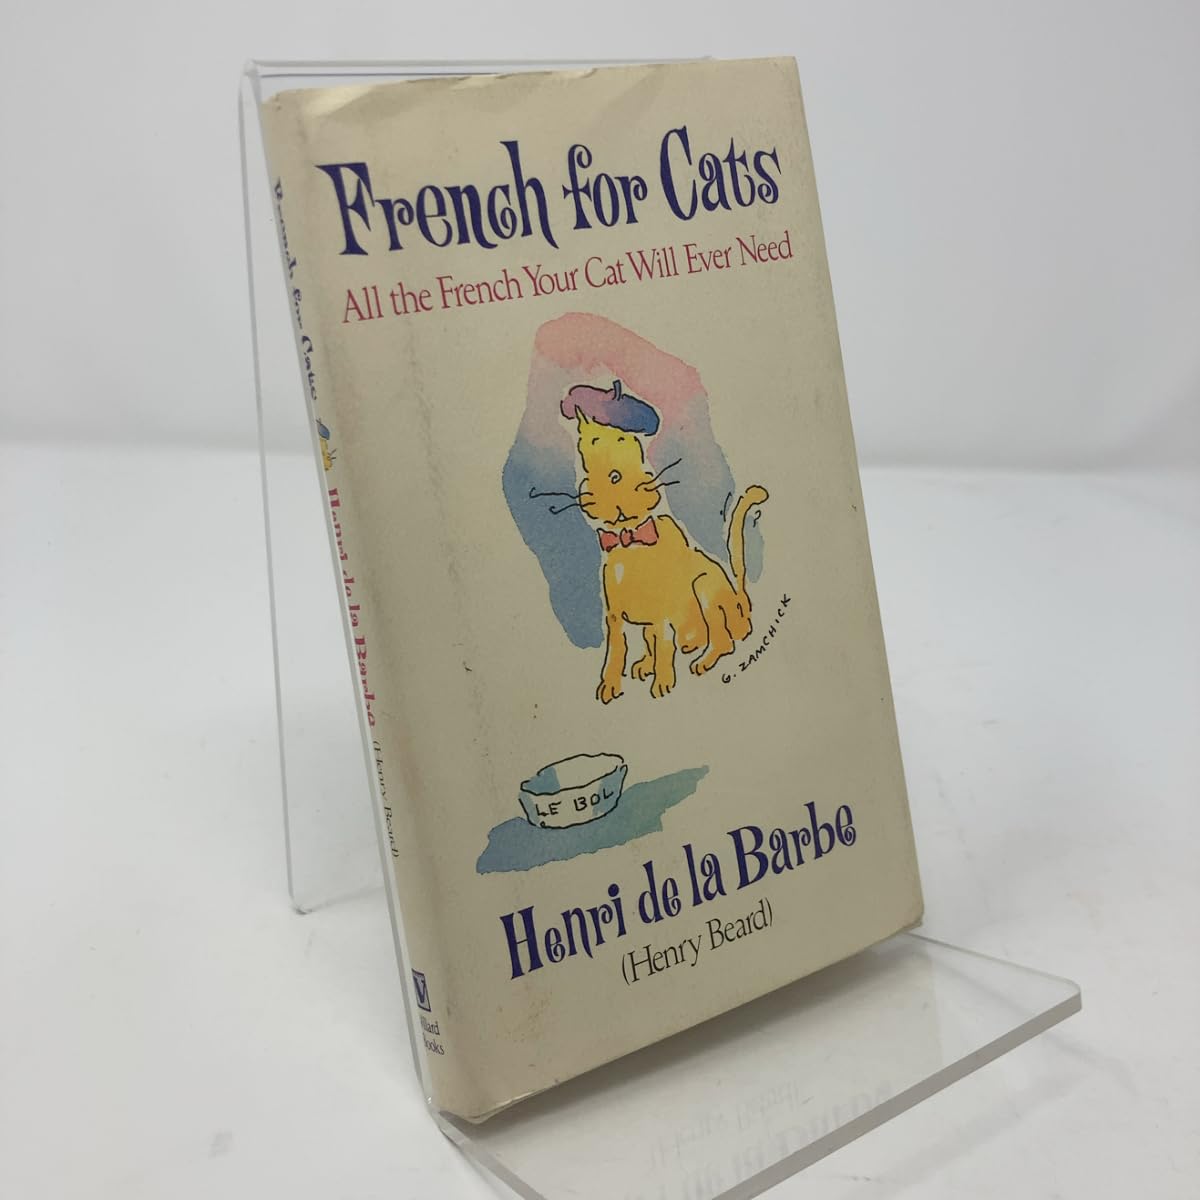 French for Cats
All the French Your Cat Will Ever Need
G. ZAMCHICK
LE BOL
Henri de la Barbe
(Henry Beard)
French for Cats
Henri de la Barbe
(Henry Beard)
V
Books